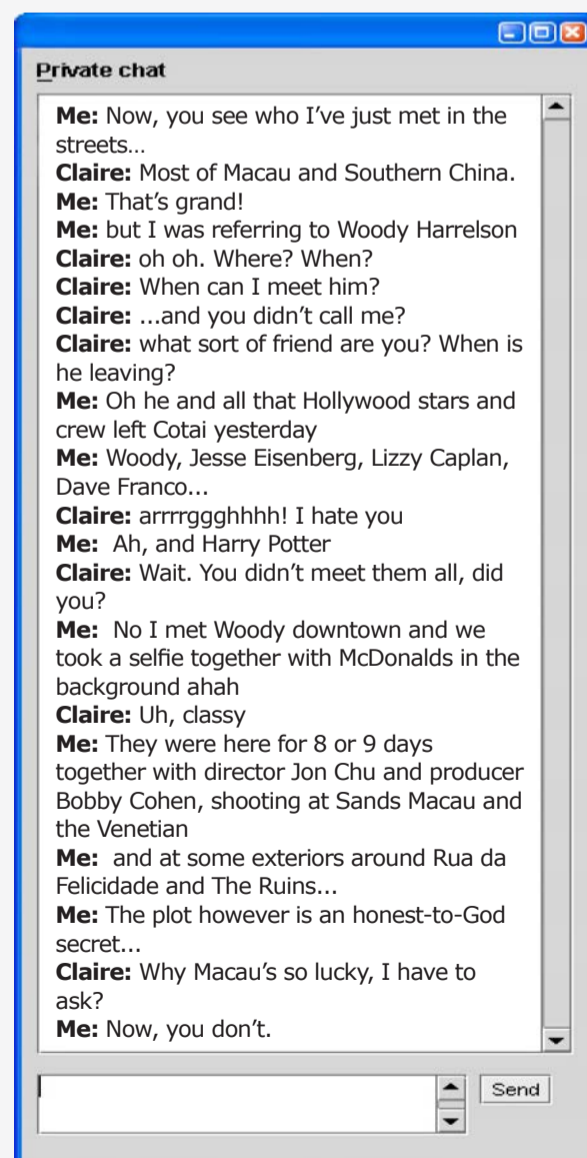 Private chat
Me: Now, you see who I’ve just met in the
streets…
Claire: Most of Macau and Southern China.
Me: That’s grand!
Me: but I was referring to Woody Harrelson
Claire: oh oh. Where? When?
Claire: When can I meet him?
Claire: ...and you didn’t call me?
Claire: what sort of friend are you? When is
he leaving?
Me: Oh he and all that Hollywood stars and
crew left Cotai yesterday
Me: Woody, Jesse Eisenberg, Lizzy Caplan,
Dave Franco...
Claire: arrrrggghhhh! I hate you
Me: Ah, and Harry Potter
Claire: Wait. You didn’t meet them all, did
you?
Me: No I met Woody downtown and we
took a selfie together with McDonalds in the
background ahah
Claire: Uh, classy
Me: They were here for 8 or 9 days
together with director Jon Chu and producer
Bobby Cohen, shooting at Sands Macau and
the Venetian
Me: and at some exteriors around Rua da
Felicidade and The Ruins...
Me: The plot however is an honest-to-God
secret...
Claire: Why Macau’s so lucky, I have to
ask?
Me: Now, you don’t.
Send